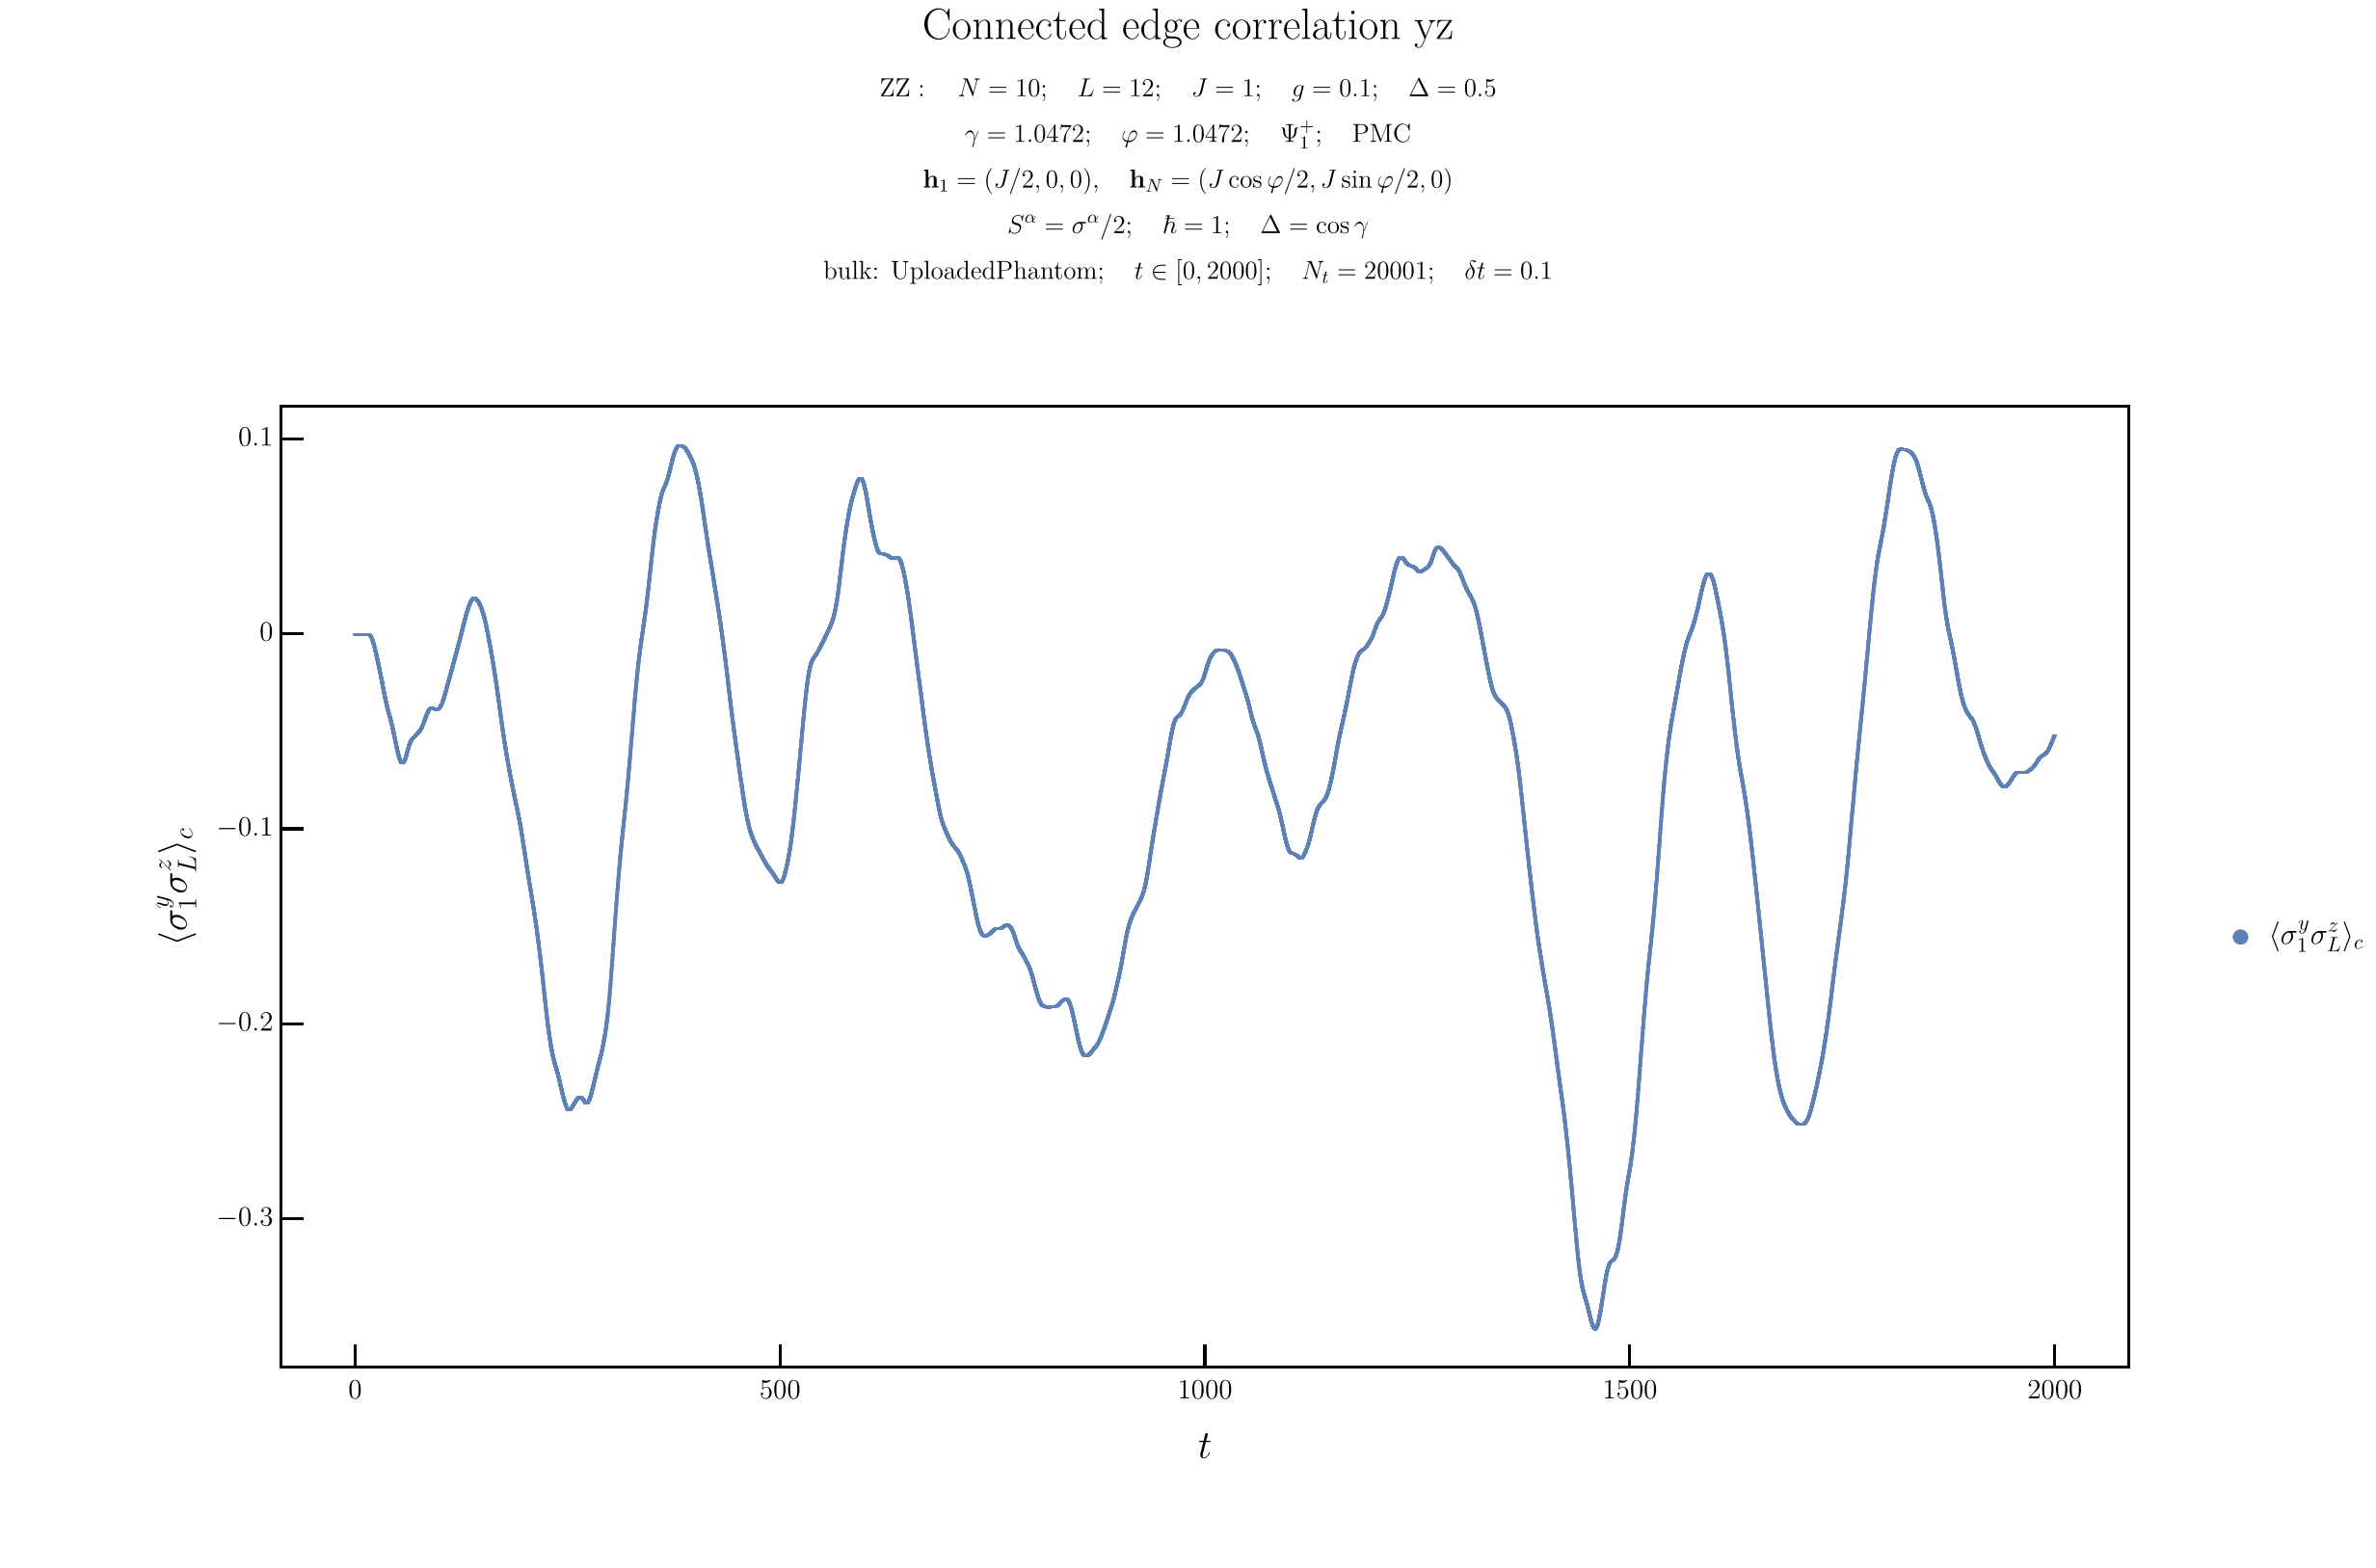 Connected edge correlation yz
ZZ : N = 10; L = 12; J = 1; g = 0.1; Δ = 0.5
γ = 1.0472; φ = 1.0472; Ψ₁⁺; PMC
h₁ = (J/2, 0, 0), h_N = (J cos φ/2, J sin φ/2, 0)
S^α = σ^α/2; ħ = 1; Δ = cos γ
bulk: UploadedPhantom; t ∈ [0, 2000]; N_t = 20001; δt = 0.1
0.1
0
−0.1
−0.2
−0.3
⟨σ₁^y σ_L^z⟩_c
⟨σ₁^y σ_L^z⟩_c
0 500 1000 1500 2000
t